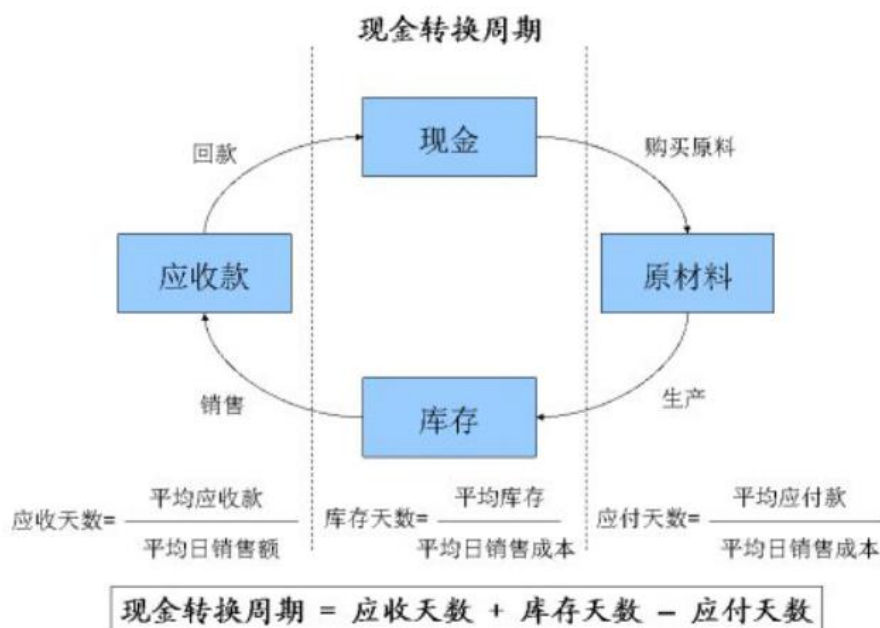 现金转换周期
现金
回款
购买原料
应收款
原材料
销售
库存
生产
应收天数= 平均应收款 / 平均日销售额
库存天数= 平均库存 / 平均日销售成本
应付天数= 平均应付款 / 平均日销售成本
现金转换周期 = 应收天数 + 库存天数 - 应付天数